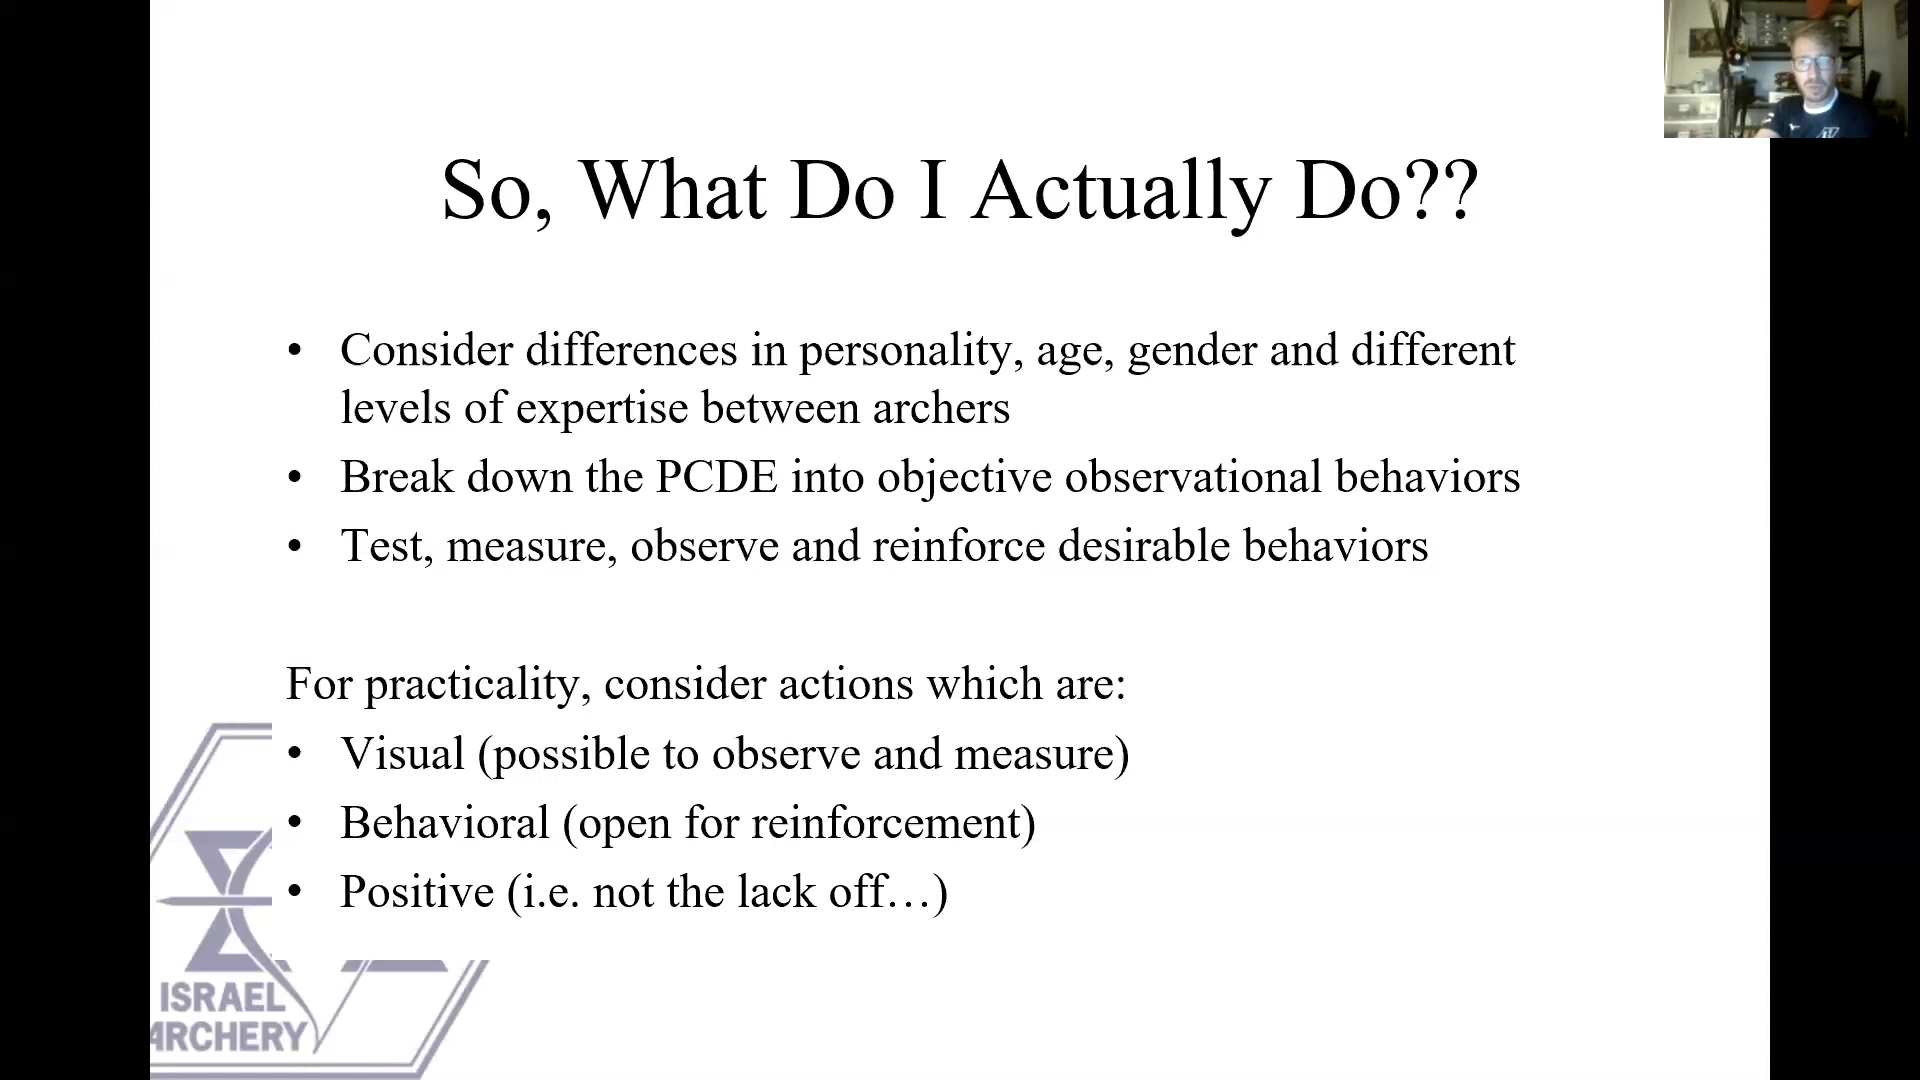 So, What Do I Actually Do??
• Consider differences in personality, age, gender and different
levels of expertise between archers
• Break down the PCDE into objective observational behaviors
• Test, measure, observe and reinforce desirable behaviors
For practicality, consider actions which are:
• Visual (possible to observe and measure)
• Behavioral (open for reinforcement)
• Positive (i.e. not the lack off…)
ISRAEL
ARCHERY